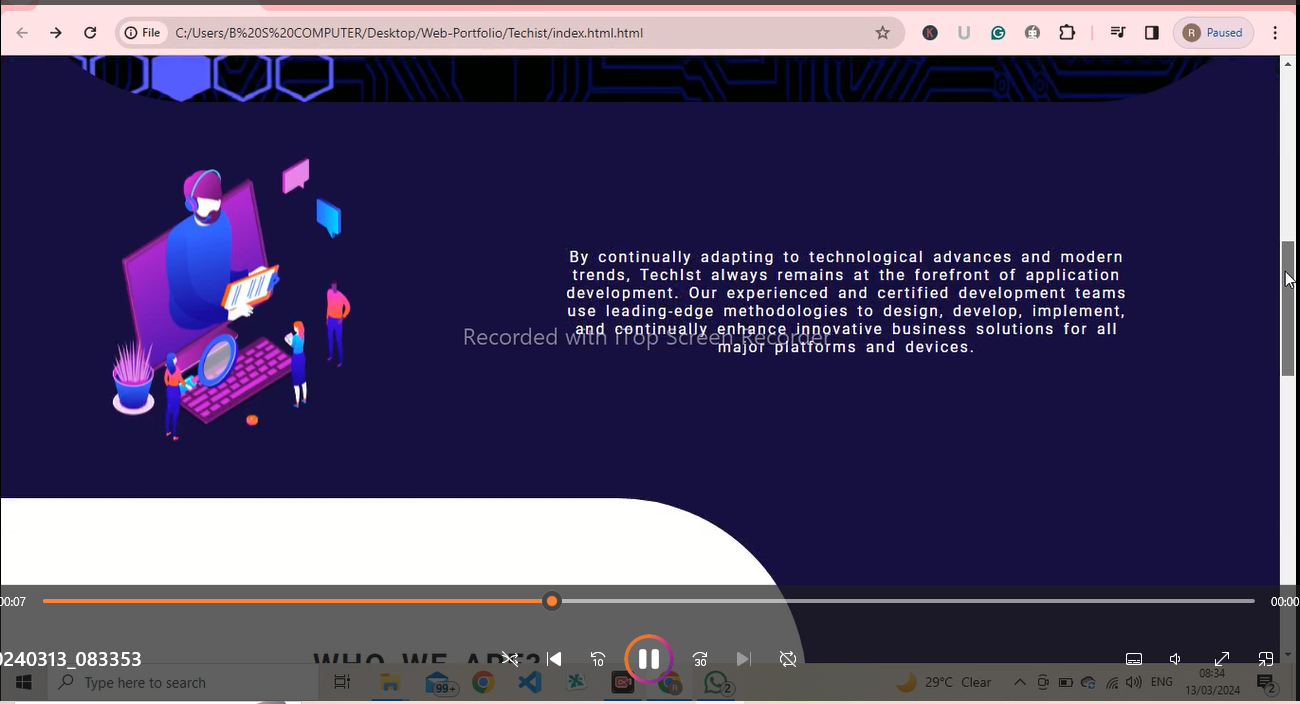 File C:/Users/B%20S%20COMPUTER/Desktop/Web-Portfolio/Techist/index.html.html
K U G R Paused
By continually adapting to technological advances and modern
trends, TechIst always remains at the forefront of application
development. Our experienced and certified development teams
use leading-edge methodologies to design, develop, implement,
and continually enhance innovative business solutions for all
major platforms and devices.
Recorded with iTop Screen Recorder
00:07
00:00
WHO WE ARE?
0240313_083353
10
30
Type here to search
99+
R
2
29°C Clear
ENG
08:34
13/03/2024
2